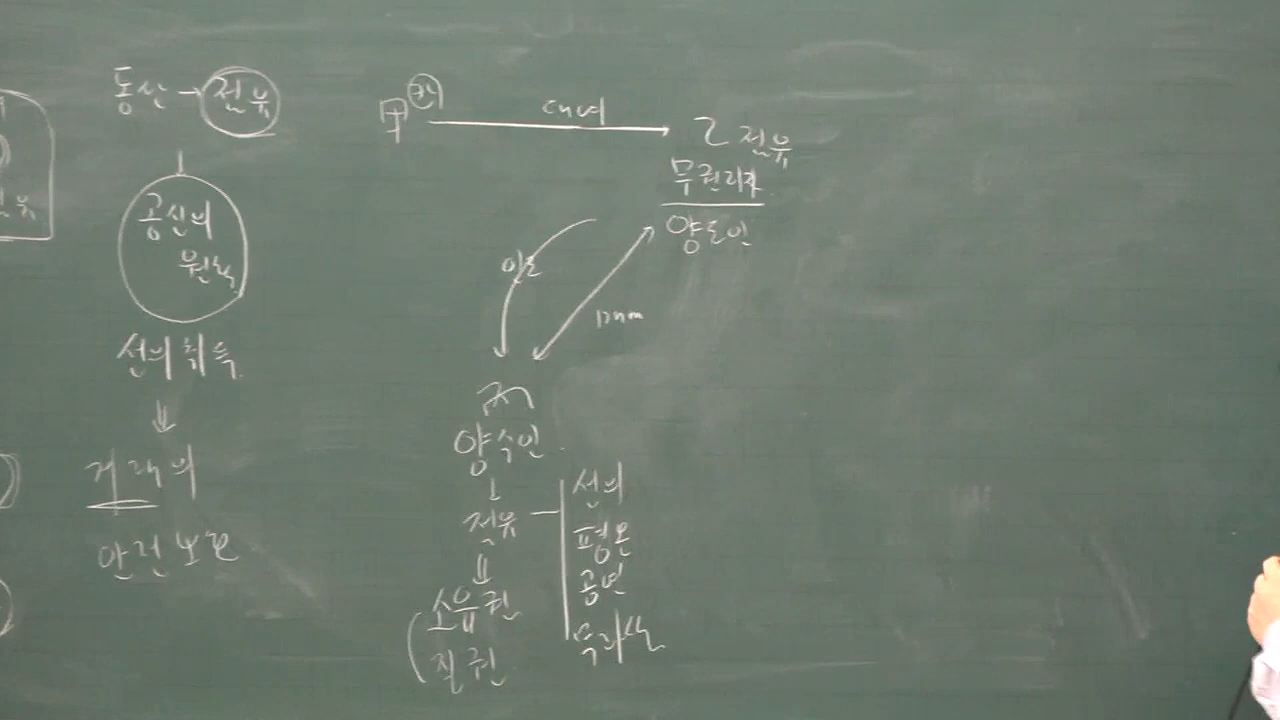 동산 → 점유
공신의
원칙
선의취득
거래의
안전보호
甲
대여
乙 점유
무권리자
양도인
인도
丙
양수인
점유
소유권
질권
선의
평온
공연
무과실